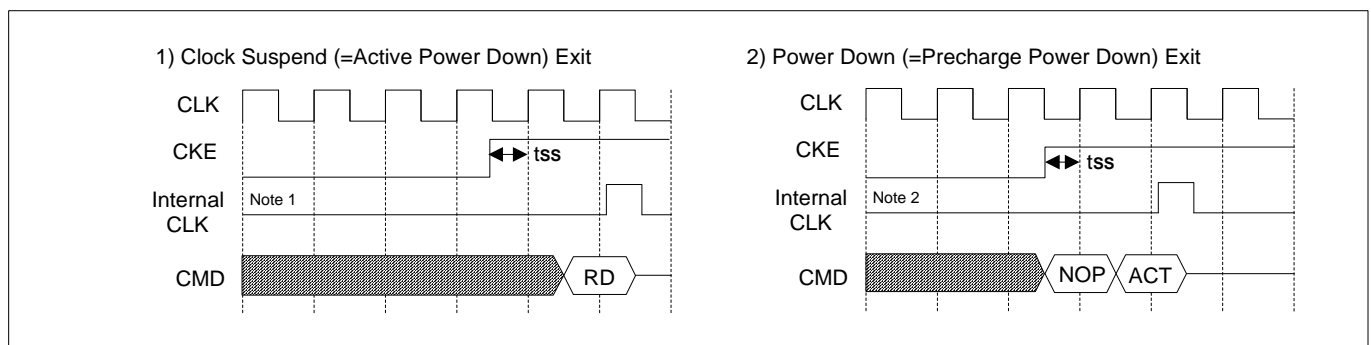 1) Clock Suspend (=Active Power Down) Exit
CLK
CKE
tss
Internal
CLK
Note 1
CMD
RD
2) Power Down (=Precharge Power Down) Exit
CLK
CKE
tss
Internal
CLK
Note 2
CMD
NOP
ACT